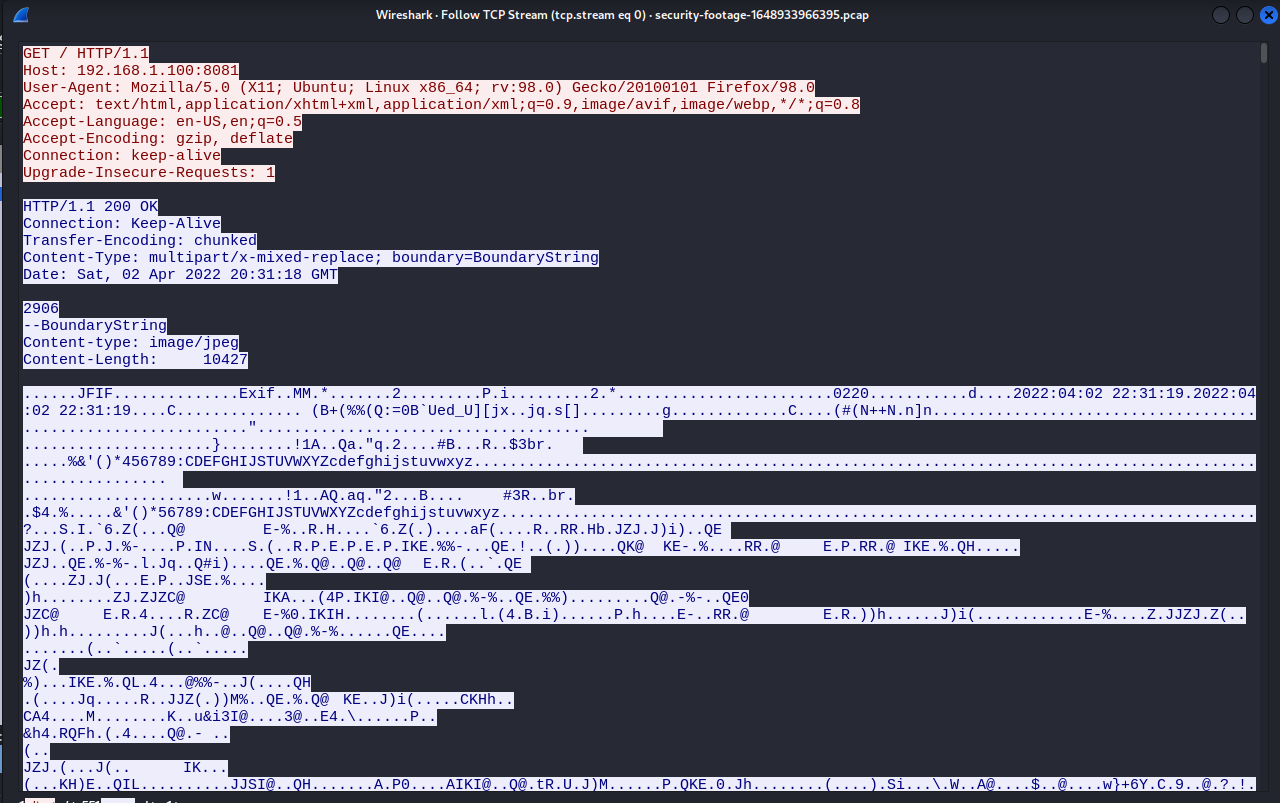 Wireshark · Follow TCP Stream (tcp.stream eq 0) · security-footage-1648933966395.pcap
GET / HTTP/1.1
Host: 192.168.1.100:8081
User-Agent: Mozilla/5.0 (X11; Ubuntu; Linux x86_64; rv:98.0) Gecko/20100101 Firefox/98.0
Accept: text/html,application/xhtml+xml,application/xml;q=0.9,image/avif,image/webp,*/*;q=0.8
Accept-Language: en-US,en;q=0.5
Accept-Encoding: gzip, deflate
Connection: keep-alive
Upgrade-Insecure-Requests: 1
HTTP/1.1 200 OK
Connection: Keep-Alive
Transfer-Encoding: chunked
Content-Type: multipart/x-mixed-replace; boundary=BoundaryString
Date: Sat, 02 Apr 2022 20:31:18 GMT
2906
--BoundaryString
Content-type: image/jpeg
Content-Length:     10427
......JFIF..............Exif..MM.*.......2.........P.i.........2.*........................0220...........d....2022:04:02 22:31:19.2022:04
:02 22:31:19....C.............. (B+(%%(Q:=0B`Ued_U][jx..jq.s[].........g.............C....(#(N++N.n]n....................................
.........................".....................................
.....................}........!1A..Qa."q.2....#B...R..$3br.
.....%&'()*456789:CDEFGHIJSTUVWXYZcdefghijstuvwxyz.......................................................................................
................
.....................w.......!1..AQ.aq."2...B....    #3R..br.
.$4.%.....&'()*56789:CDEFGHIJSTUVWXYZcdefghijstuvwxyz....................................................................................
?...S.I.`6.Z(...Q@    E-%..R.H....`6.Z(.)....aF(....R..RR.Hb.JZJ.J)i)..QE
JZJ.(..P.J.%-....P.IN....S.(..R.P.E.P.E.P.IKE.%%-...QE.!..(.))....QK@  KE-.%....RR.@    E.P.RR.@ IKE.%.QH.....
JZJ..QE.%-%-.l.Jq..Q#i)....QE.%.Q@..Q@..Q@  E.R.(..`.QE
(....ZJ.J(...E.P..JSE.%....
)h........ZJ.ZJZC@    IKA...(4P.IKI@..Q@..Q@.%-%..QE.%%).........Q@.-%-..QE0
JZC@    E.R.4....R.ZC@    E-%0.IKIH........(......l.(4.B.i)......P.h....E-..RR.@    E.R.))h......J)i(............E-%....Z.JJZJ.Z(..
))h.h.........J(...h..@..Q@..Q@.%-%......QE....
.......(..`.....(..`.....
JZ(.
%)...IKE.%.QL.4...@%%-..J(....QH
.(....Jq.....R..JJZ(.))M%..QE.%.Q@  KE..J)i(.....CKHh..
CA4....M........K..u&i3I@....3@..E4.\......P..
&h4.RQFh.(.4....Q@.- ..
(..
JZJ.(...J(..    IK...
(...KH)E..QIL..........JJSI@..QH.......A.P0....AIKI@..Q@.tR.U.J)M......P.QKE.0.Jh........(....).Si...\.W..A@....$..@....w}+6Y.C.9..@.?.!.